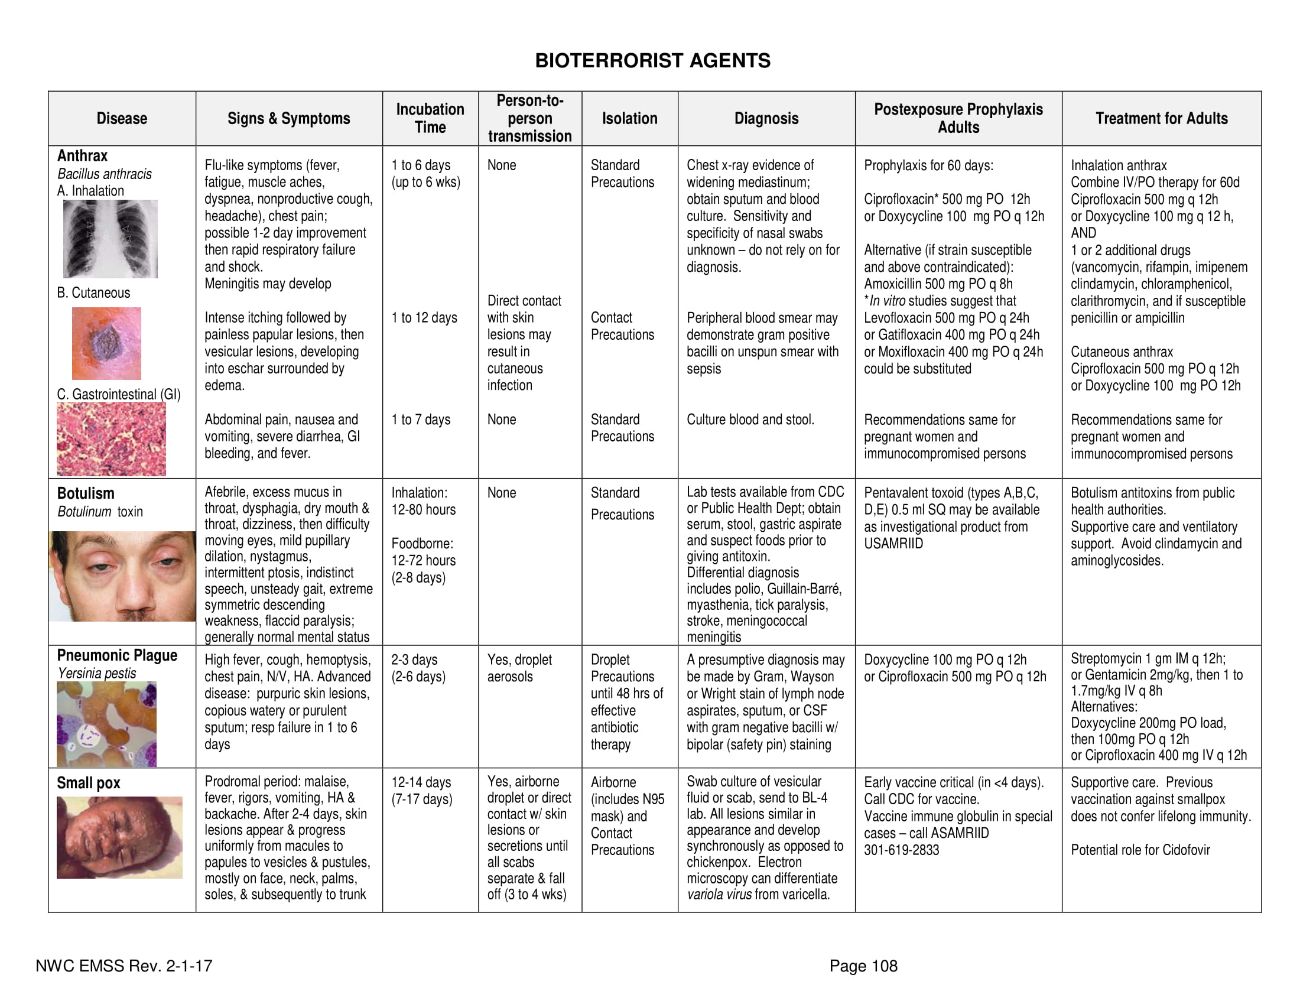 BIOTERRORIST AGENTS
Disease
Signs & Symptoms
Incubation
Time
Person-to-
person
transmission
Isolation
Diagnosis
Postexposure Prophylaxis
Adults
Treatment for Adults
Anthrax
Bacillus anthracis
A. Inhalation
B. Cutaneous
C. Gastrointestinal (GI)
Flu-like symptoms (fever,
fatigue, muscle aches,
dyspnea, nonproductive cough,
headache), chest pain;
possible 1-2 day improvement
then rapid respiratory failure
and shock.
Meningitis may develop
Intense itching followed by
painless papular lesions, then
vesicular lesions, developing
into eschar surrounded by
edema.
Abdominal pain, nausea and
vomiting, severe diarrhea, GI
bleeding, and fever.
1 to 6 days
(up to 6 wks)
1 to 12 days
1 to 7 days
None
Direct contact
with skin
lesions may
result in
cutaneous
infection
None
Standard
Precautions
Contact
Precautions
Standard
Precautions
Chest x-ray evidence of
widening mediastinum;
obtain sputum and blood
culture.  Sensitivity and
specificity of nasal swabs
unknown – do not rely on for
diagnosis.
Peripheral blood smear may
demonstrate gram positive
bacilli on unspun smear with
sepsis
Culture blood and stool.
Prophylaxis for 60 days:
Ciprofloxacin* 500 mg PO  12h
or Doxycycline 100  mg PO q 12h
Alternative (if strain susceptible
and above contraindicated):
Amoxicillin 500 mg PO q 8h
*In vitro studies suggest that
Levofloxacin 500 mg PO q 24h
or Gatifloxacin 400 mg PO q 24h
or Moxifloxacin 400 mg PO q 24h
could be substituted
Recommendations same for
pregnant women and
immunocompromised persons
Inhalation anthrax
Combine IV/PO therapy for 60d
Ciprofloxacin 500 mg q 12h
or Doxycycline 100 mg q 12 h,
AND
1 or 2 additional drugs
(vancomycin, rifampin, imipenem
clindamycin, chloramphenicol,
clarithromycin, and if susceptible
penicillin or ampicillin
Cutaneous anthrax
Ciprofloxacin 500 mg PO q 12h
or Doxycycline 100  mg PO 12h
Recommendations same for
pregnant women and
immunocompromised persons
Botulism
Botulinum toxin
Afebrile, excess mucus in
throat, dysphagia, dry mouth &
throat, dizziness, then difficulty
moving eyes, mild pupillary
dilation, nystagmus,
intermittent ptosis, indistinct
speech, unsteady gait, extreme
symmetric descending
weakness, flaccid paralysis;
generally normal mental status
Inhalation:
12-80 hours
Foodborne:
12-72 hours
(2-8 days)
None
Standard
Precautions
Lab tests available from CDC
or Public Health Dept; obtain
serum, stool, gastric aspirate
and suspect foods prior to
giving antitoxin.
Differential diagnosis
includes polio, Guillain-Barré,
myasthenia, tick paralysis,
stroke, meningococcal
meningitis
Pentavalent toxoid (types A,B,C,
D,E) 0.5 ml SQ may be available
as investigational product from
USAMRIID
Botulism antitoxins from public
health authorities.
Supportive care and ventilatory
support.  Avoid clindamycin and
aminoglycosides.
Pneumonic Plague
Yersinia pestis
High fever, cough, hemoptysis,
chest pain, N/V, HA. Advanced
disease:  purpuric skin lesions,
copious watery or purulent
sputum; resp failure in 1 to 6
days
2-3 days
(2-6 days)
Yes, droplet
aerosols
Droplet
Precautions
until 48 hrs of
effective
antibiotic
therapy
A presumptive diagnosis may
be made by Gram, Wayson
or Wright stain of lymph node
aspirates, sputum, or CSF
with gram negative bacilli w/
bipolar (safety pin) staining
Doxycycline 100 mg PO q 12h
or Ciprofloxacin 500 mg PO q 12h
Streptomycin 1 gm IM q 12h;
or Gentamicin 2mg/kg, then 1 to
1.7mg/kg IV q 8h
Alternatives:
Doxycycline 200mg PO load,
then 100mg PO q 12h
or Ciprofloxacin 400 mg IV q 12h
Small pox
Prodromal period: malaise,
fever, rigors, vomiting, HA &
backache. After 2-4 days, skin
lesions appear & progress
uniformly from macules to
papules to vesicles & pustules,
mostly on face, neck, palms,
soles, & subsequently to trunk
12-14 days
(7-17 days)
Yes, airborne
droplet or direct
contact w/ skin
lesions or
secretions until
all scabs
separate & fall
off (3 to 4 wks)
Airborne
(includes N95
mask) and
Contact
Precautions
Swab culture of vesicular
fluid or scab, send to BL-4
lab. All lesions similar in
appearance and develop
synchronously as opposed to
chickenpox.  Electron
microscopy can differentiate
variola virus from varicella.
Early vaccine critical (in <4 days).
Call CDC for vaccine.
Vaccine immune globulin in special
cases – call ASAMRIID
301-619-2833
Supportive care.  Previous
vaccination against smallpox
does not confer lifelong immunity.
Potential role for Cidofovir
NWC EMSS Rev. 2-1-17
Page 108